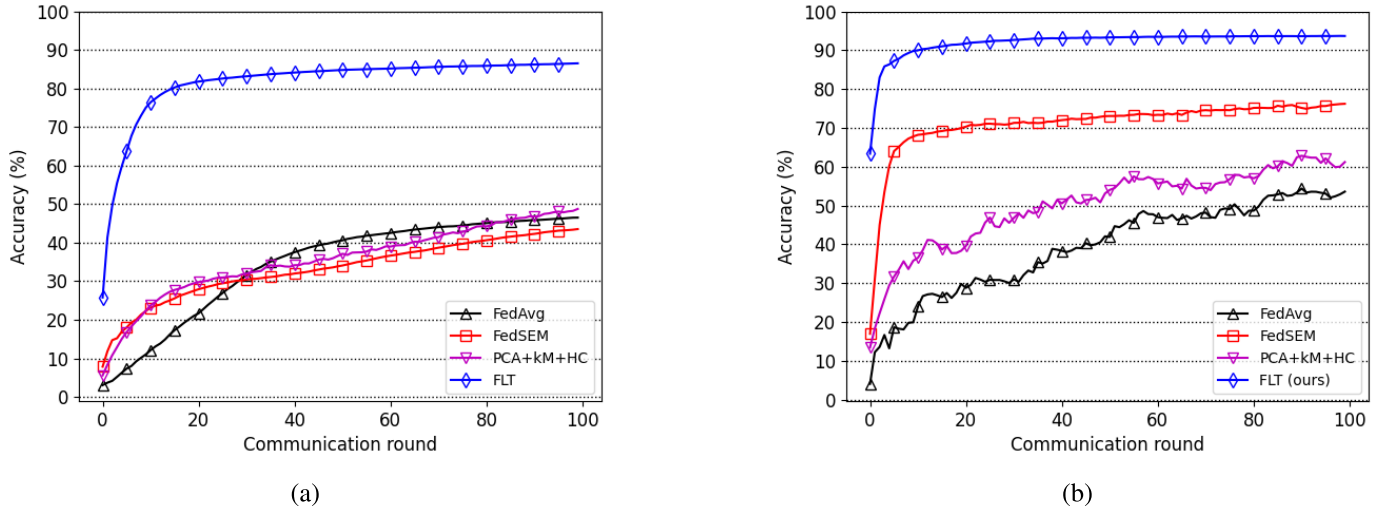 100
90
80
70
60
50
40
30
20
10
0
Accuracy (%)
0 20 40 60 80 100
Communication round
FedAvg
FedSEM
PCA+kM+HC
FLT
(a)
100
90
80
70
60
50
40
30
20
10
0
Accuracy (%)
0 20 40 60 80 100
Communication round
FedAvg
FedSEM
PCA+kM+HC
FLT (ours)
(b)